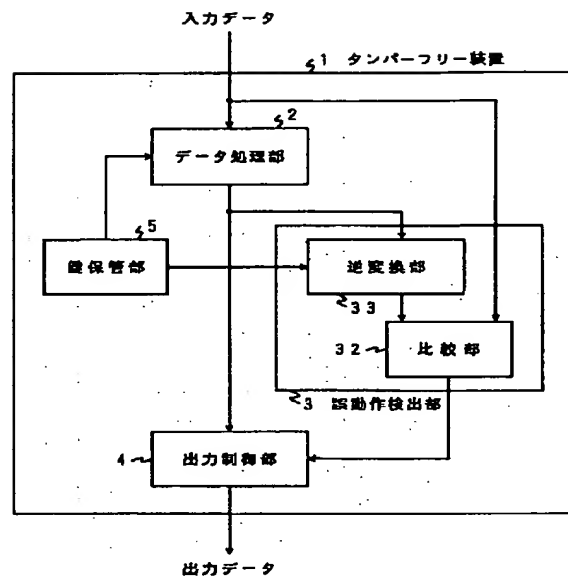 入力データ
1 タンパーフリー装置
2
データ処理部
5
鍵保管部
逆変換部
33
32
比較部
3 誤動作検出部
4
出力制御部
出力データ